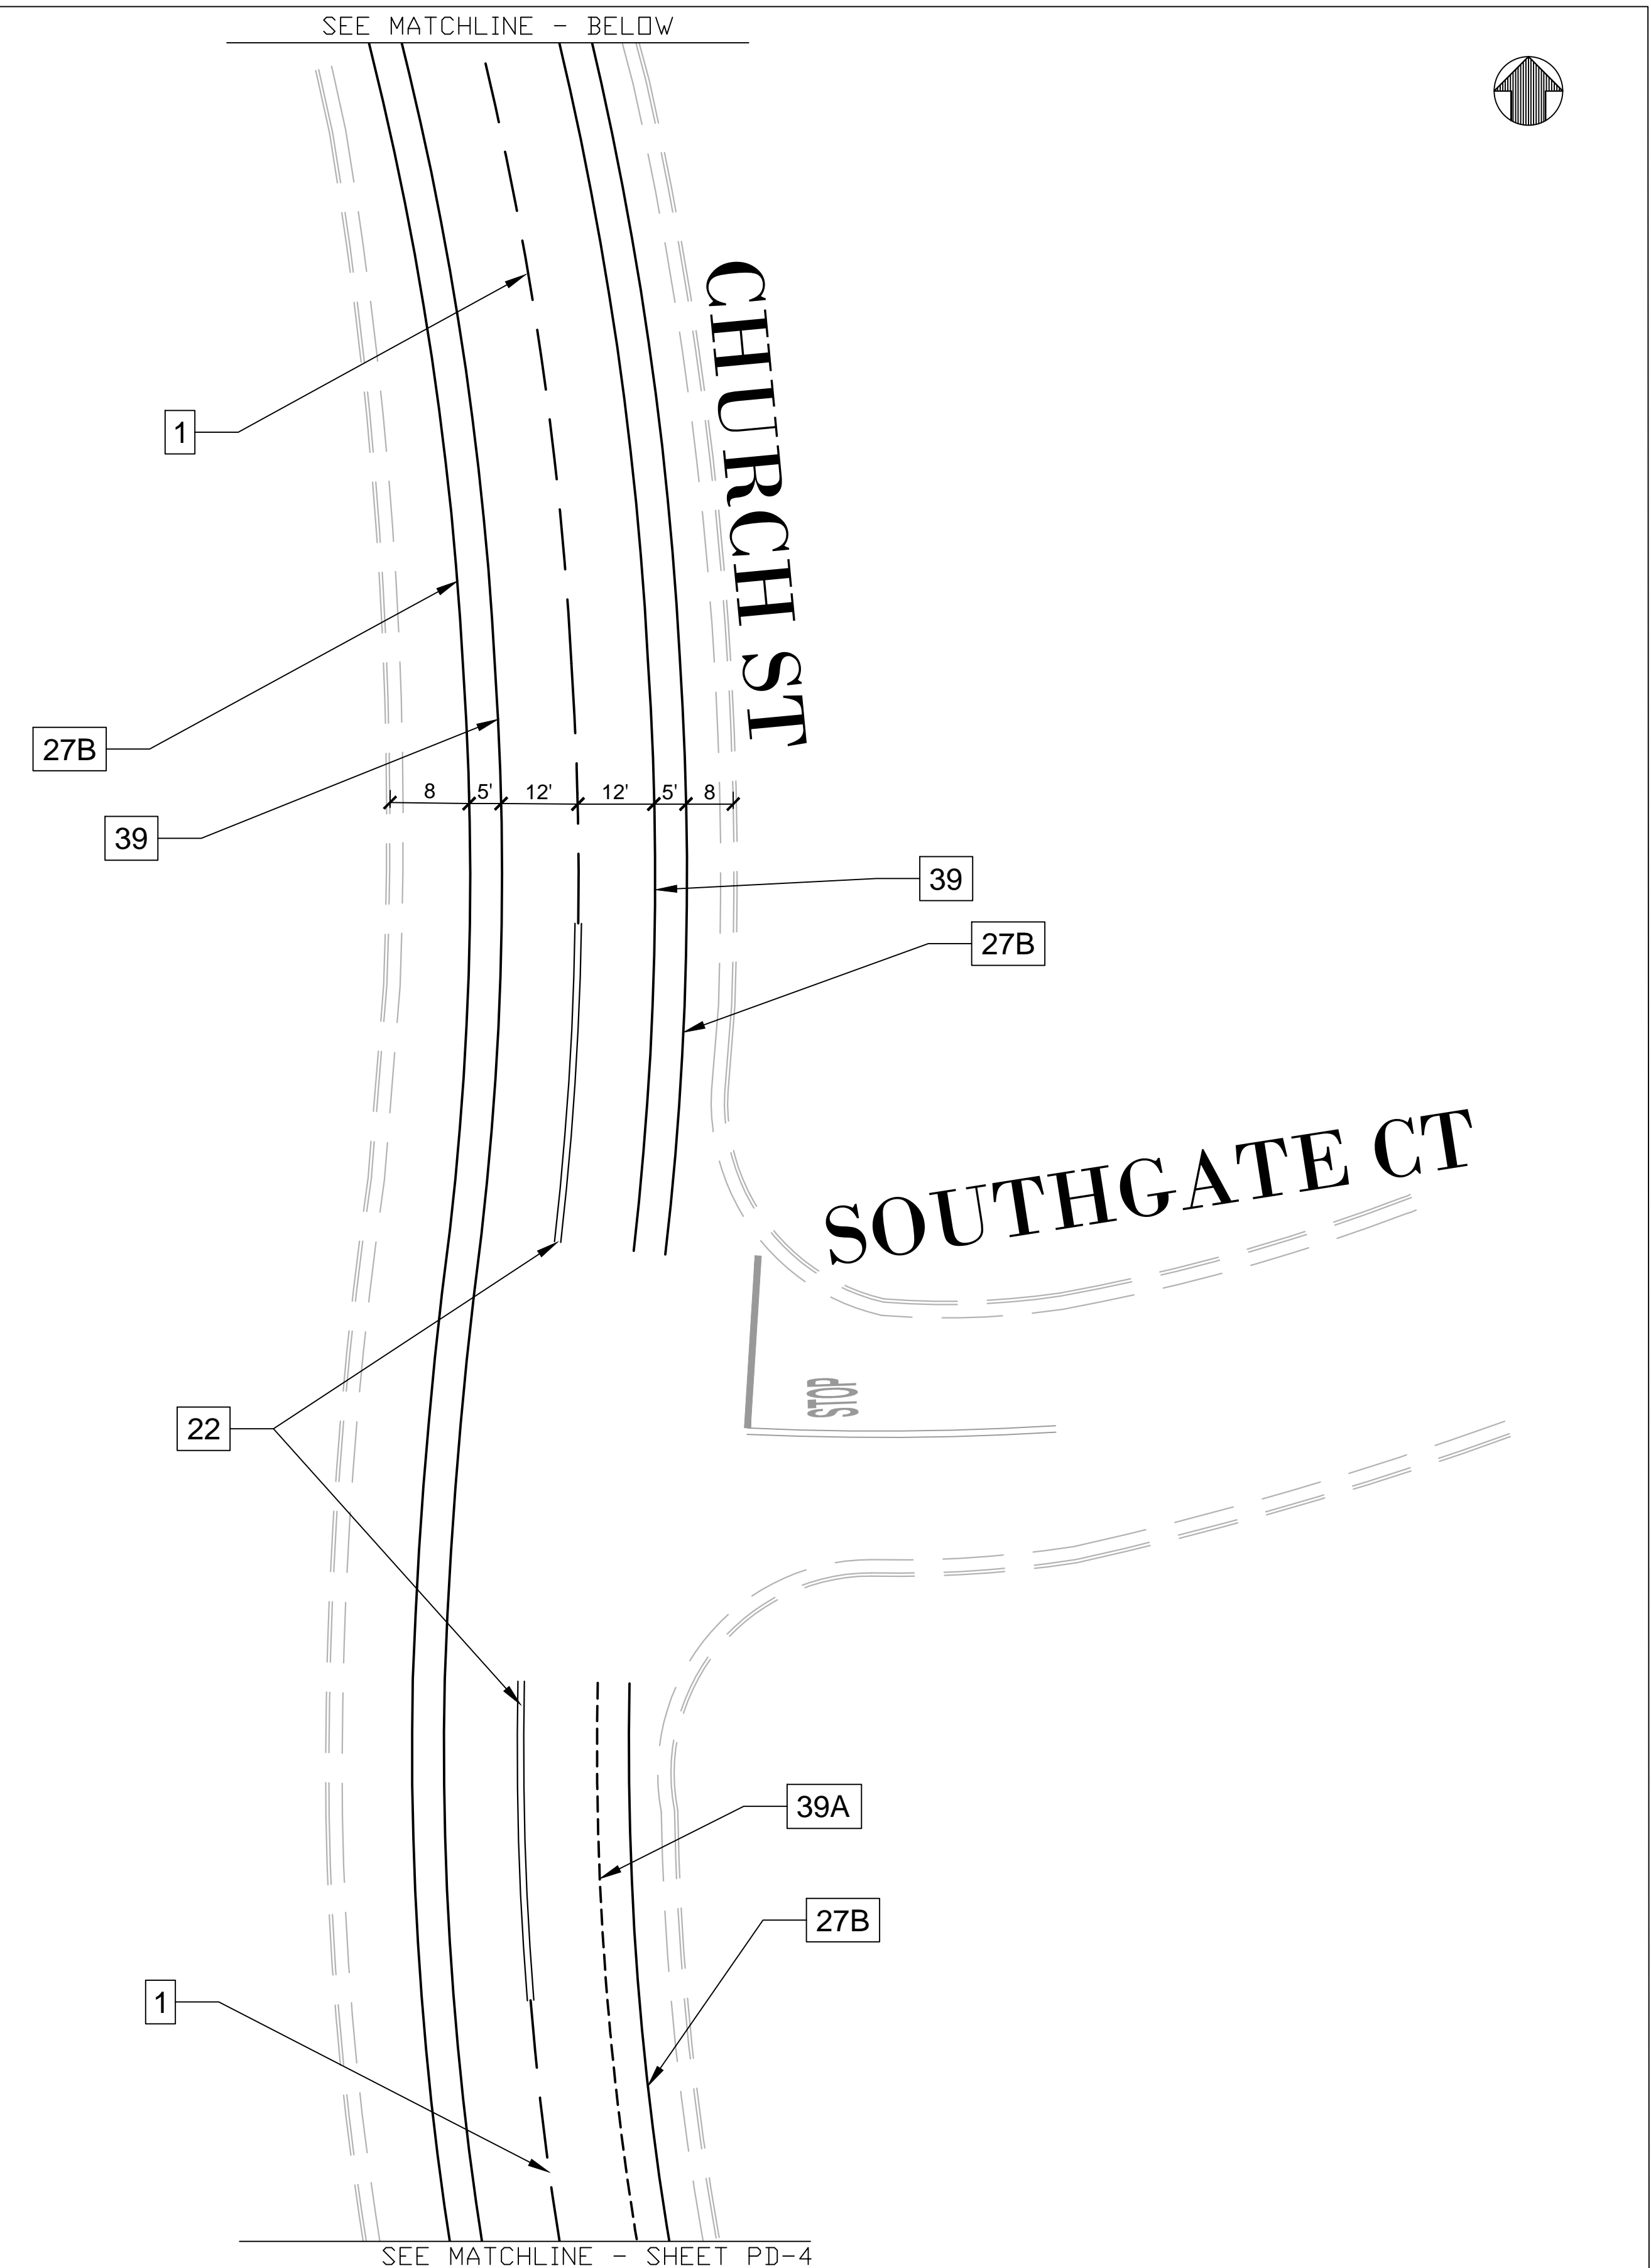 SEE MATCHLINE - BELOW
CHURCH ST
1
27B
39
8 5' 12' 12' 5' 8
39
27B
SOUTHGATE CT
STOP
22
39A
27B
1
SEE MATCHLINE - SHEET PD-4